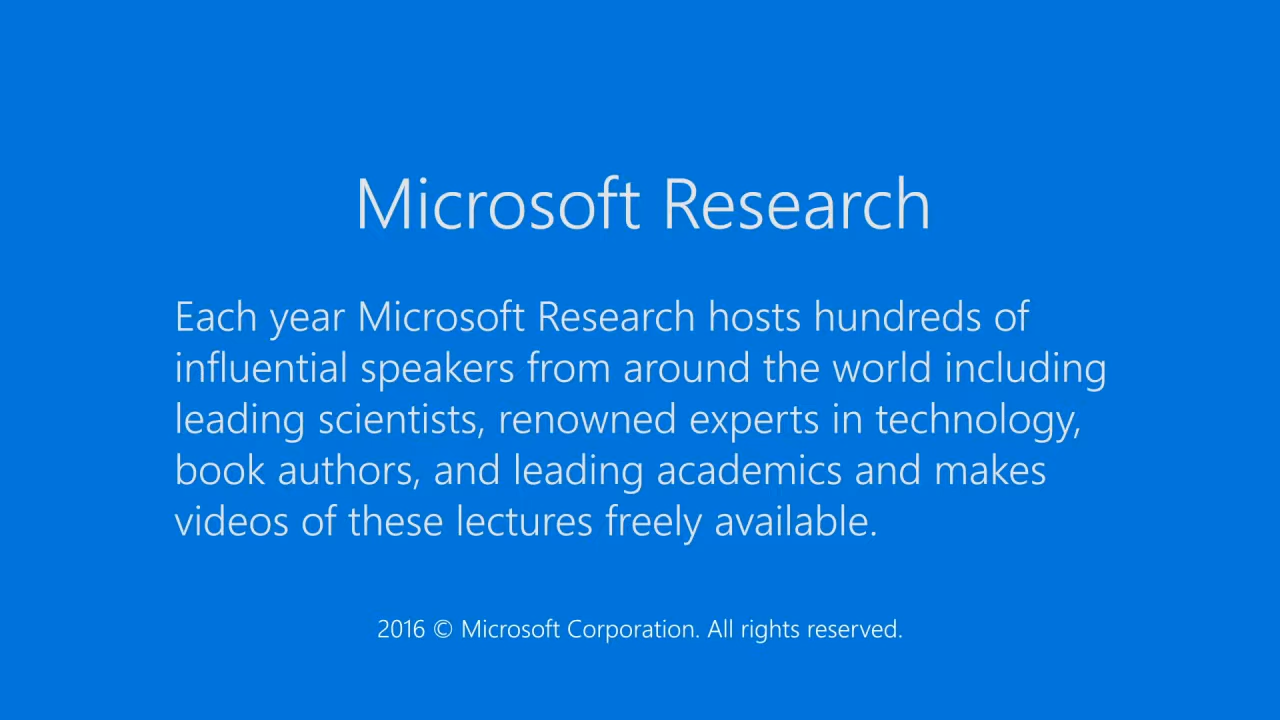 Microsoft Research
Each year Microsoft Research hosts hundreds of
influential speakers from around the world including
leading scientists, renowned experts in technology,
book authors, and leading academics and makes
videos of these lectures freely available.
2016 © Microsoft Corporation. All rights reserved.